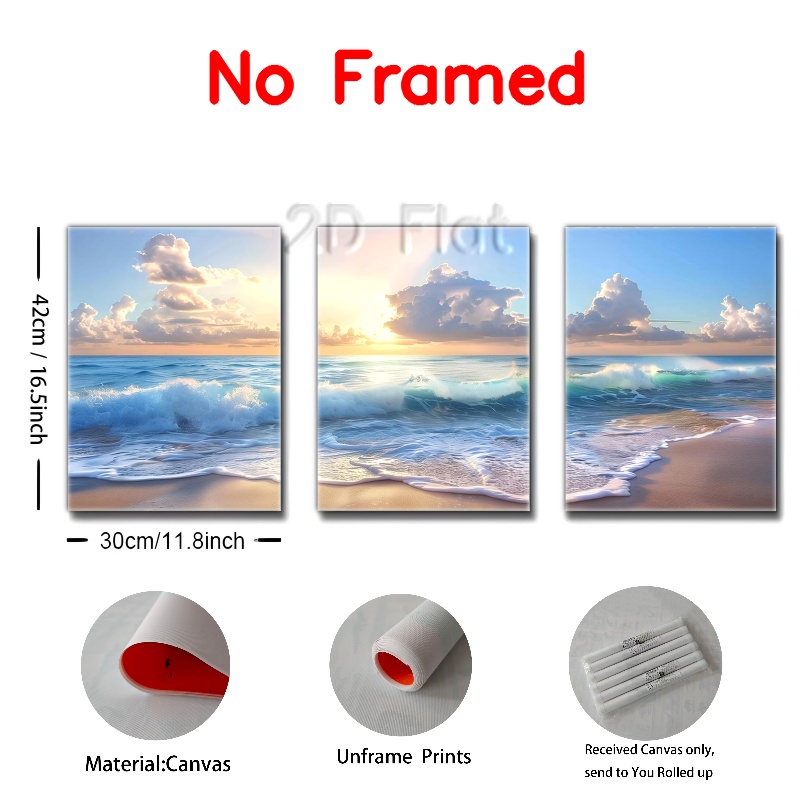 No Framed
2D Flat
42cm / 16.5inch
30cm/11.8inch
Material:Canvas
Unframe Prints
Received Canvas only,
send to You Rolled up